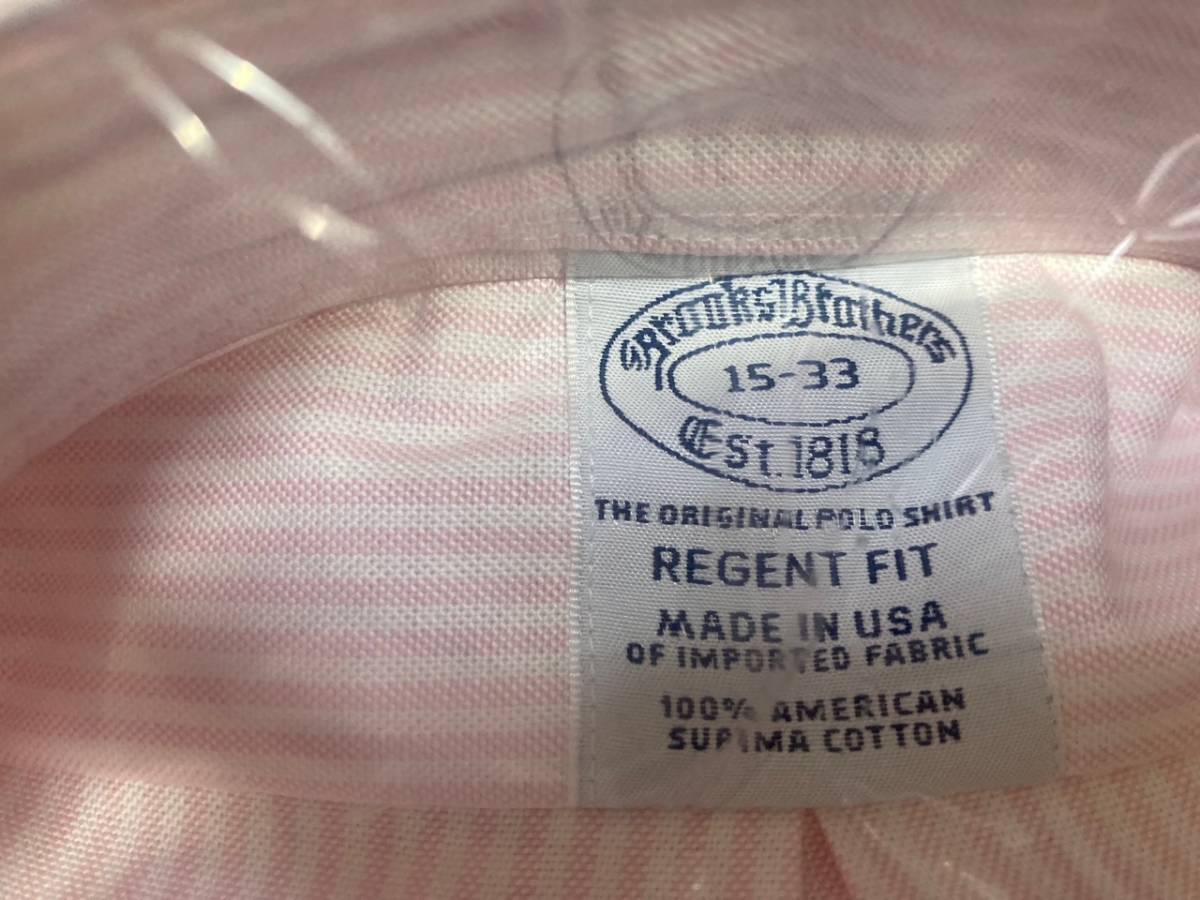 Brooks Brothers
15-33
Est. 1818
THE ORIGINAL POLO SHIRT
REGENT FIT
MADE IN USA
OF IMPORTED FABRIC
100% AMERICAN
SUPIMA COTTON